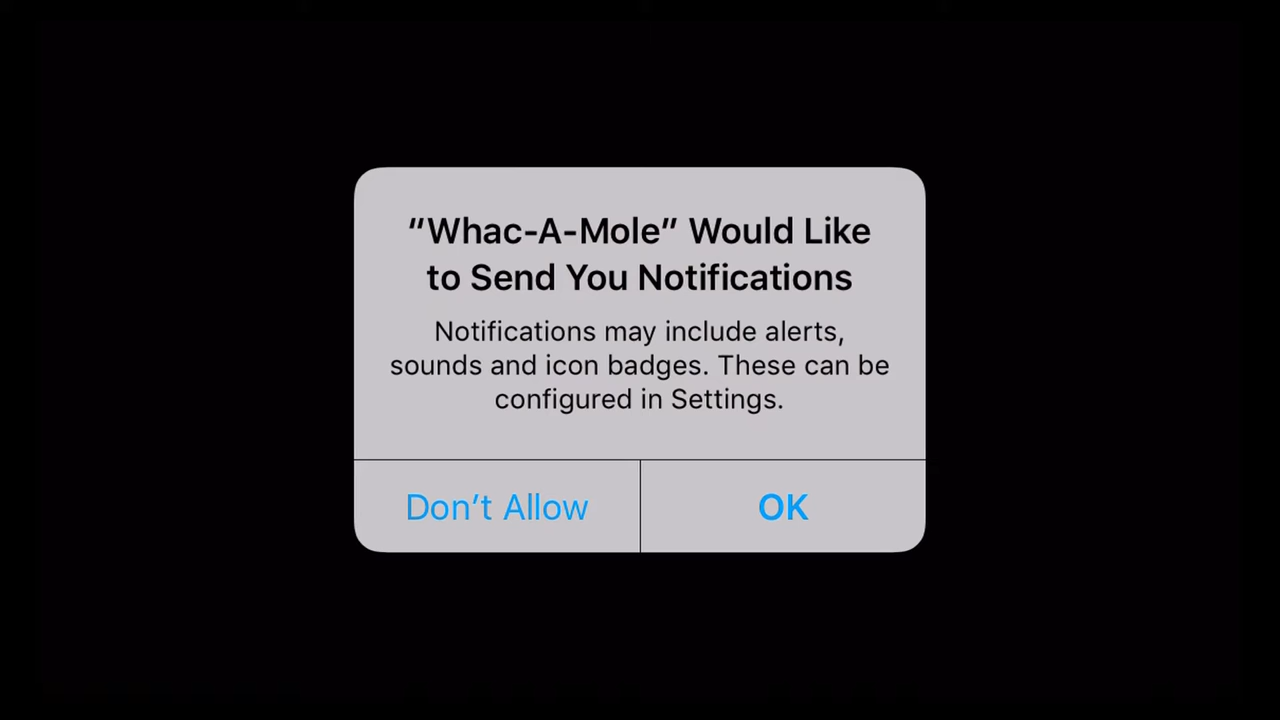 “Whac-A-Mole” Would Like
to Send You Notifications
Notifications may include alerts,
sounds and icon badges. These can be
configured in Settings.
Don’t Allow
OK